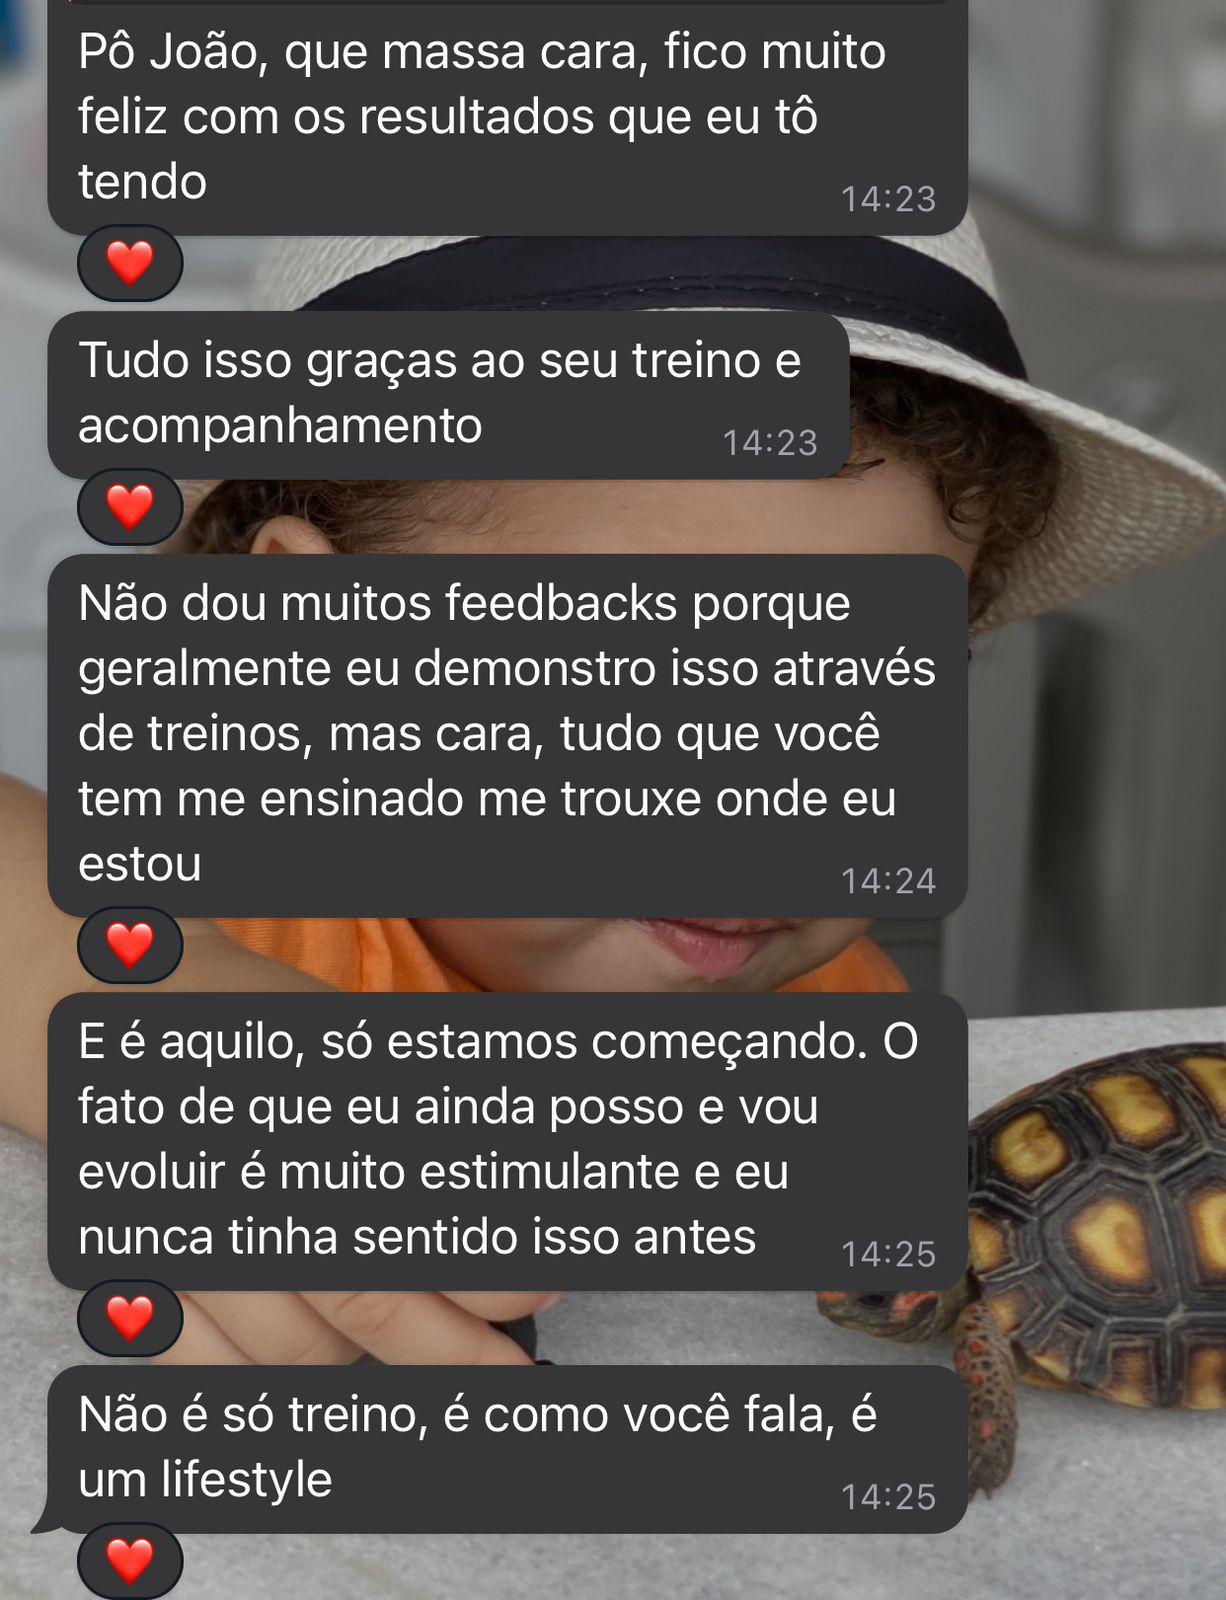 Pô João, que massa cara, fico muito
feliz com os resultados que eu tô
tendo
14:23
Tudo isso graças ao seu treino e
acompanhamento
14:23
Não dou muitos feedbacks porque
geralmente eu demonstro isso através
de treinos, mas cara, tudo que você
tem me ensinado me trouxe onde eu
estou
14:24
E é aquilo, só estamos começando. O
fato de que eu ainda posso e vou
evoluir é muito estimulante e eu
nunca tinha sentido isso antes
14:25
Não é só treino, é como você fala, é
um lifestyle
14:25